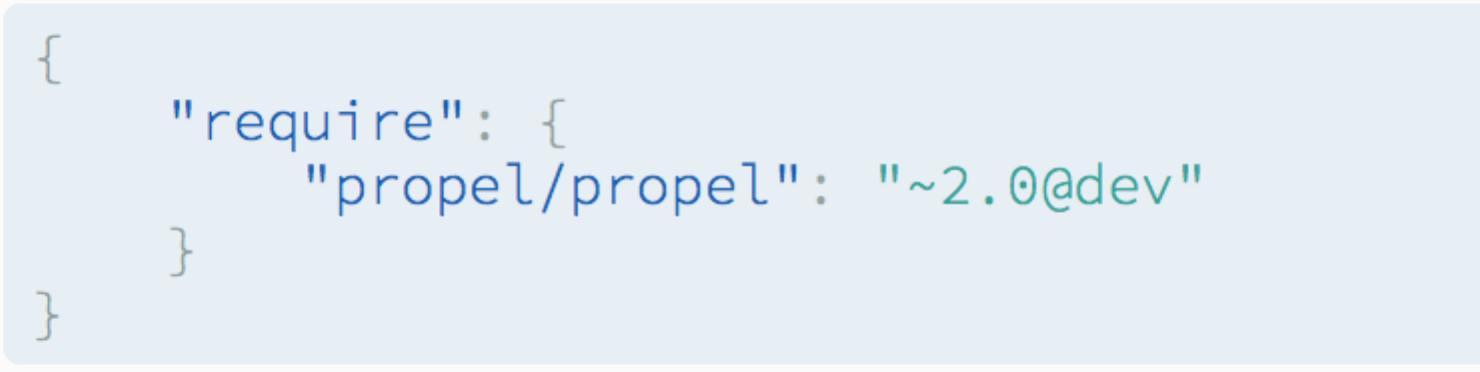 {
    "require": {
        "propel/propel": "~2.0@dev"
    }
}